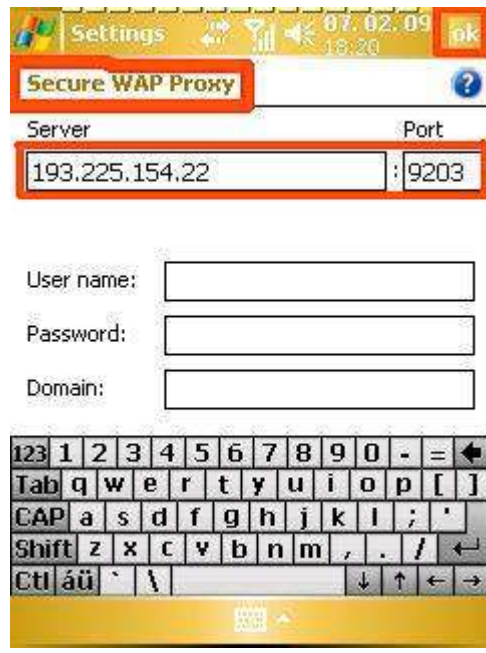 Settings 07.02.09 ok
18:20
Secure WAP Proxy ?
Server Port
193.225.154.22 : 9203
User name:
Password:
Domain:
123 1 2 3 4 5 6 7 8 9 0 - =
Tab q w e r t y u i o p [ ]
CAP a s d f g h j k l ; '
Shift z x c v b n m , . /
Ctl áü ` \